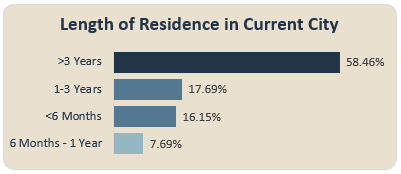 Length of Residence in Current City
>3 Years 58.46%
1-3 Years 17.69%
<6 Months 16.15%
6 Months - 1 Year 7.69%